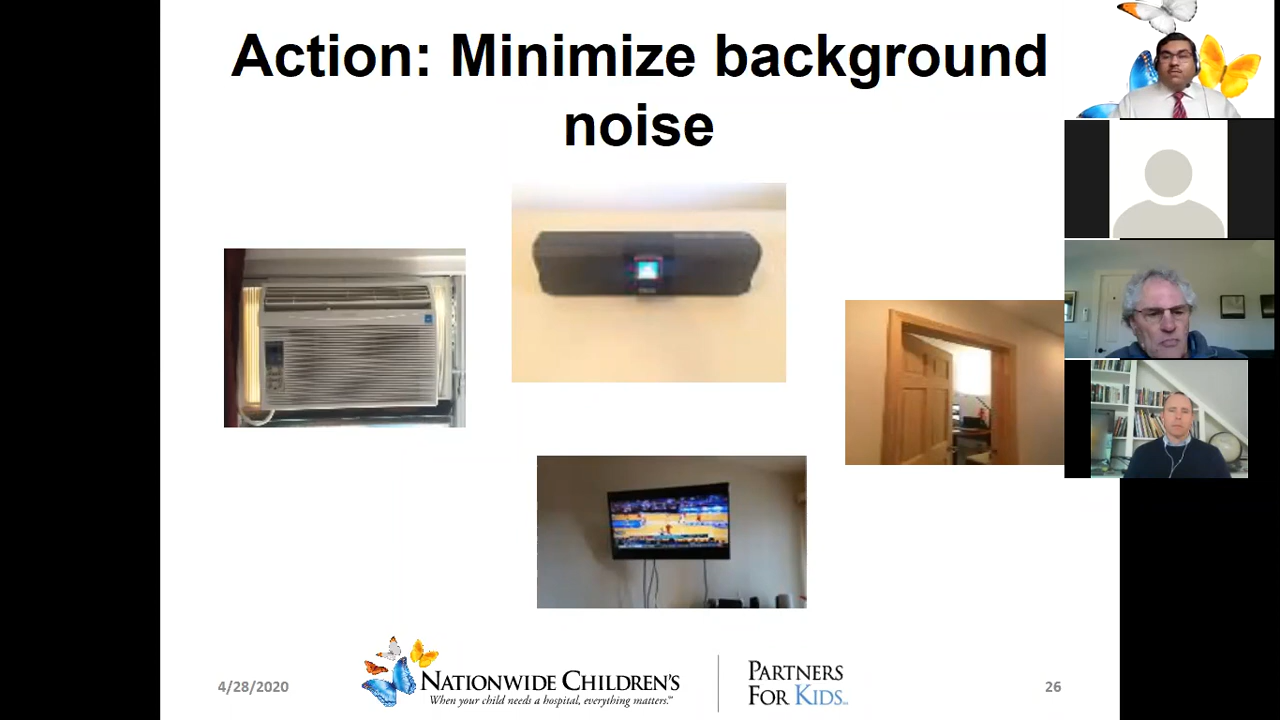 Action: Minimize background
noise
4/28/2020
NATIONWIDE CHILDREN'S
When your child needs a hospital, everything matters.℠
PARTNERS
FOR KIDS
26